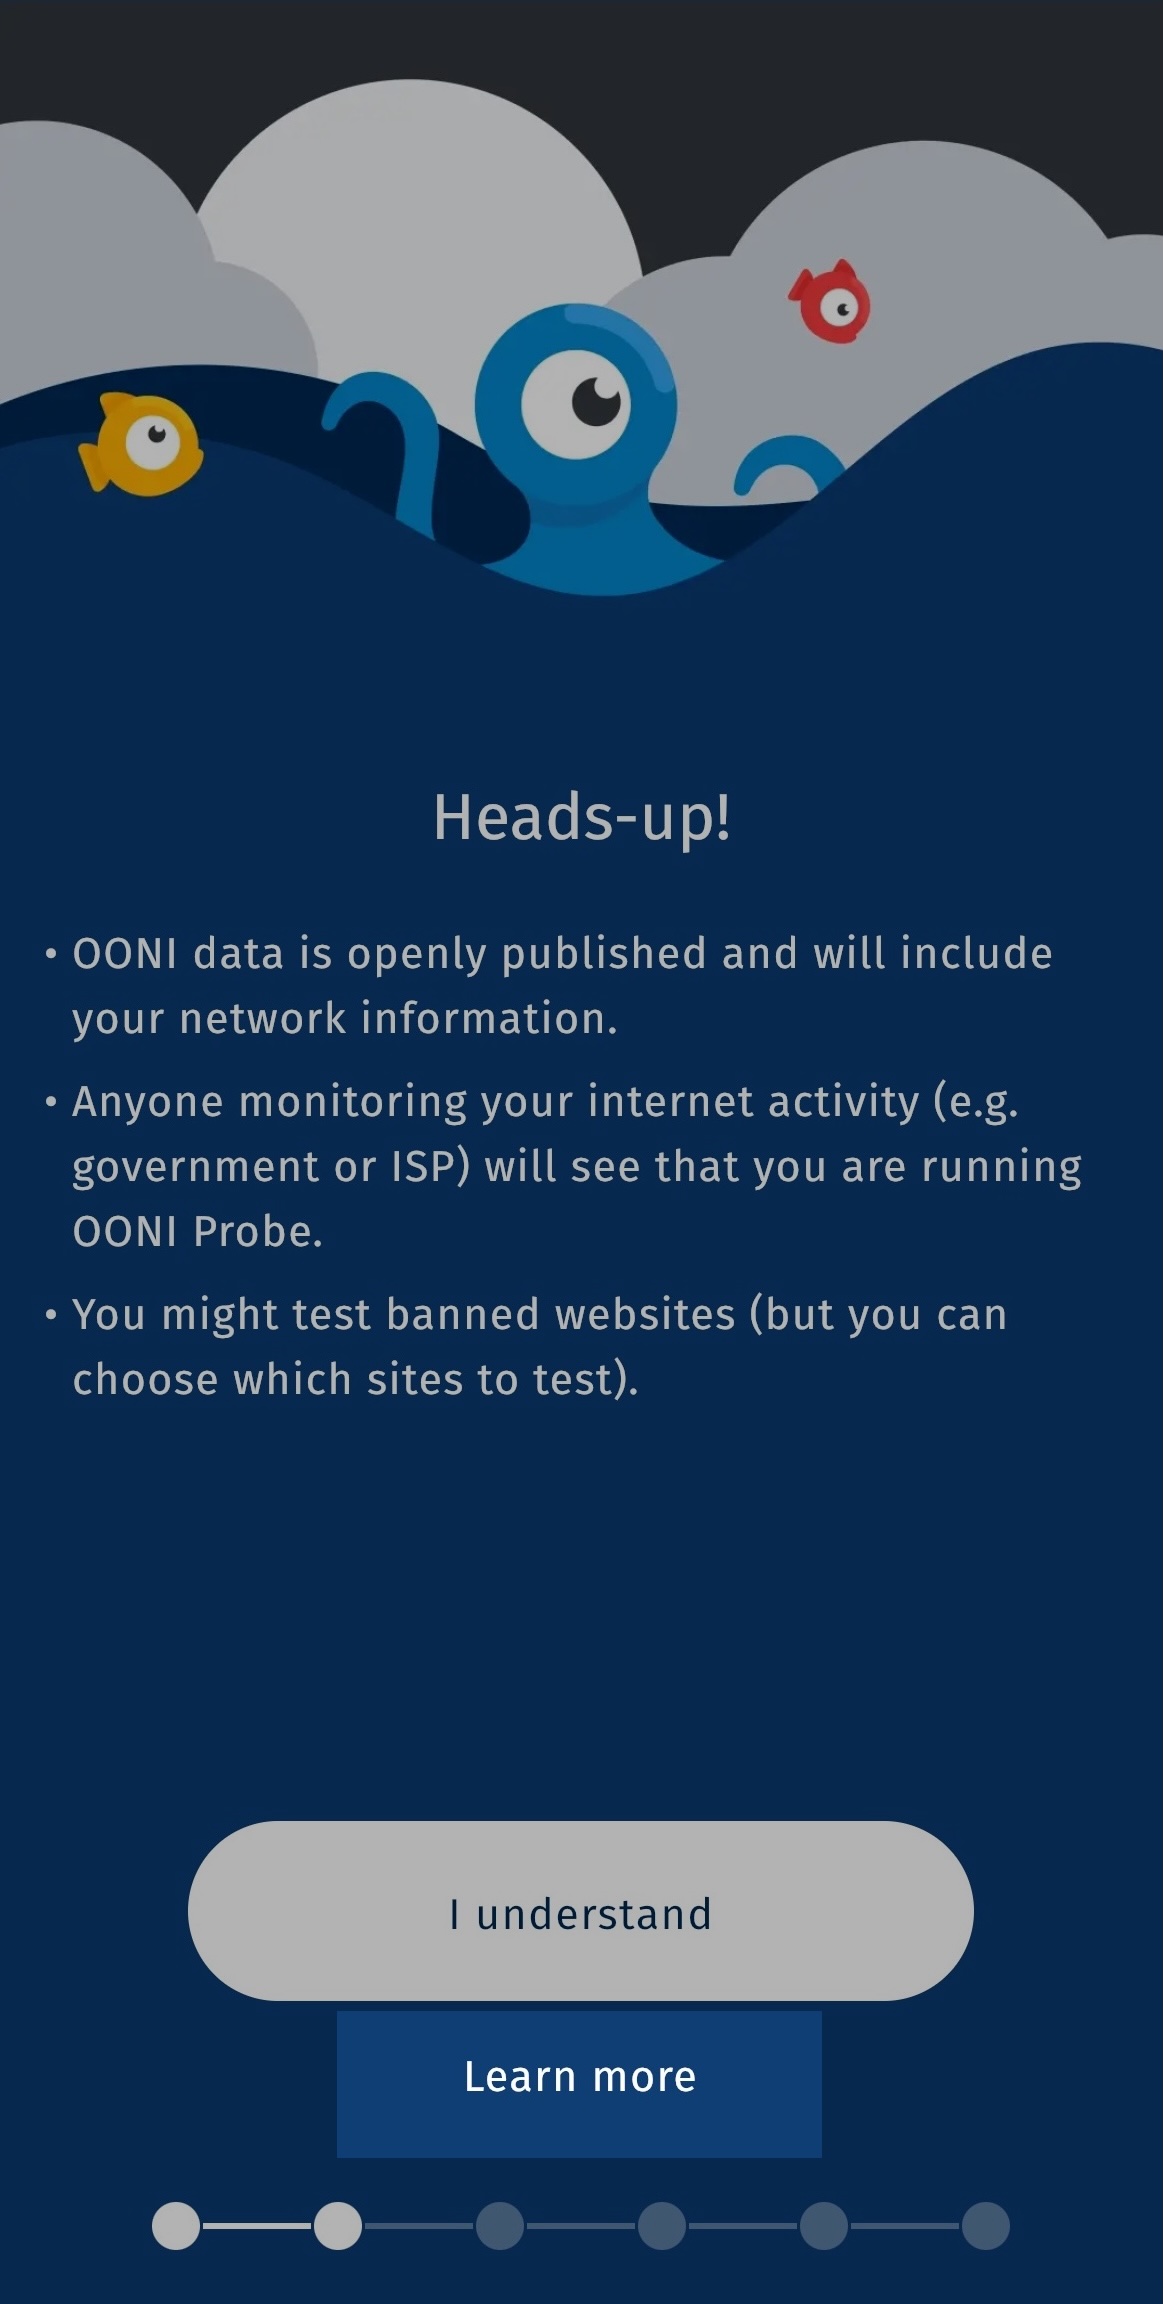 Heads-up!
• OONI data is openly published and will include
your network information.
• Anyone monitoring your internet activity (e.g.
government or ISP) will see that you are running
OONI Probe.
• You might test banned websites (but you can
choose which sites to test).
I understand
Learn more